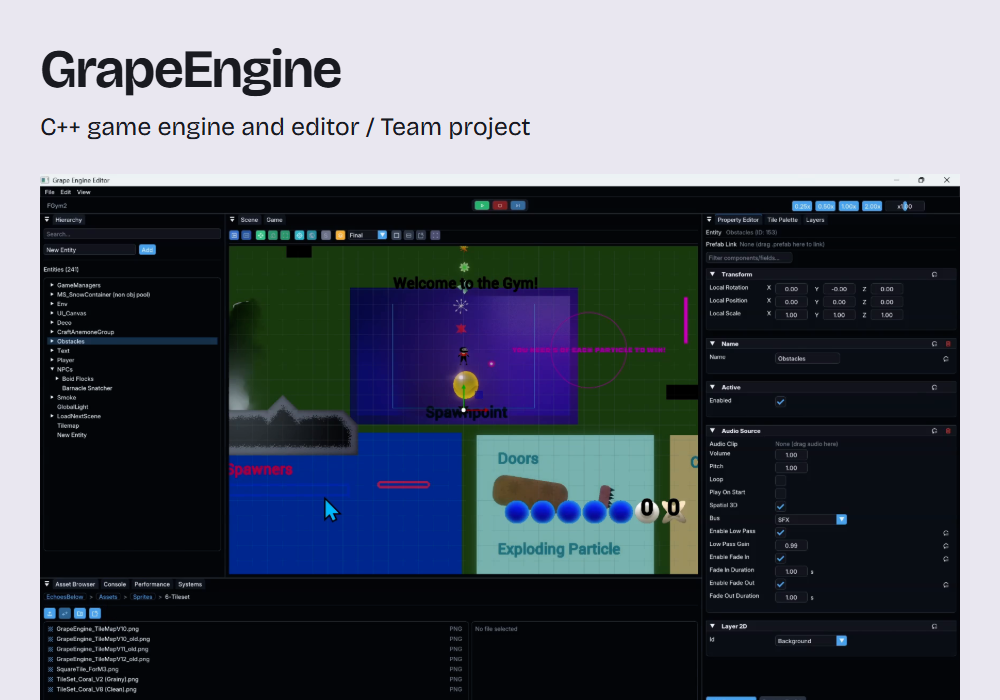 GrapeEngine
C++ game engine and editor / Team project
Grape Engine Editor
File Edit View
FGym2
0.25x 0.50x 1.00x 2.00x
Hierarchy
Search...
New Entity Add
Entities (241)
GameManagers
MS_SnowContainer (non obj pool)
Env
UI_Canvas
Deco
CraftAnemoneGroup
Obstacles
Text
Player
NPCs
Boid Flocks
Barnacle Snatcher
Smoke
GlobalLight
LoadNextScene
Tilemap
New Entity
Scene Game
Final
Welcome to the Gym!
Spawnpoint
Spawners
Doors
0 0
Exploding Particle
Property Editor Tile Palette Layers
Entity Obstacles (ID: 153)
Prefab Link None (drag .prefab here to link)
Filter components/fields...
Transform
Local Rotation X 0.00 Y -0.00 Z 0.00
Local Position X 0.00 Y 0.00 Z 0.00
Local Scale X 1.00 Y 1.00 Z 1.00
Name
Name Obstacles
Active
Enabled
Audio Source
Audio Clip None (drag audio here)
Volume 1.00
Pitch 1.00
Loop
Play On Start
Spatial 3D
Bus SFX
Enable Low Pass
Low Pass Gain 0.99
Enable Fade In
Fade In Duration 1.00 s
Enable Fade Out
Fade Out Duration 1.00 s
Layer 2D
Id Background
Asset Browser Console Performance Systems
EchoesBelow > Assets > Sprites > 6-Tileset
GrapeEngine_TileMapV10.png PNG
GrapeEngine_TileMapV10_old.png PNG
GrapeEngine_TileMapV11_old.png PNG
GrapeEngine_TileMapV12_old.png PNG
SquareTile_ForM3.png PNG
TileSet_Coral_V2 (Grainy).png PNG
TileSet_Coral_V8 (Clean).png PNG
No file selected